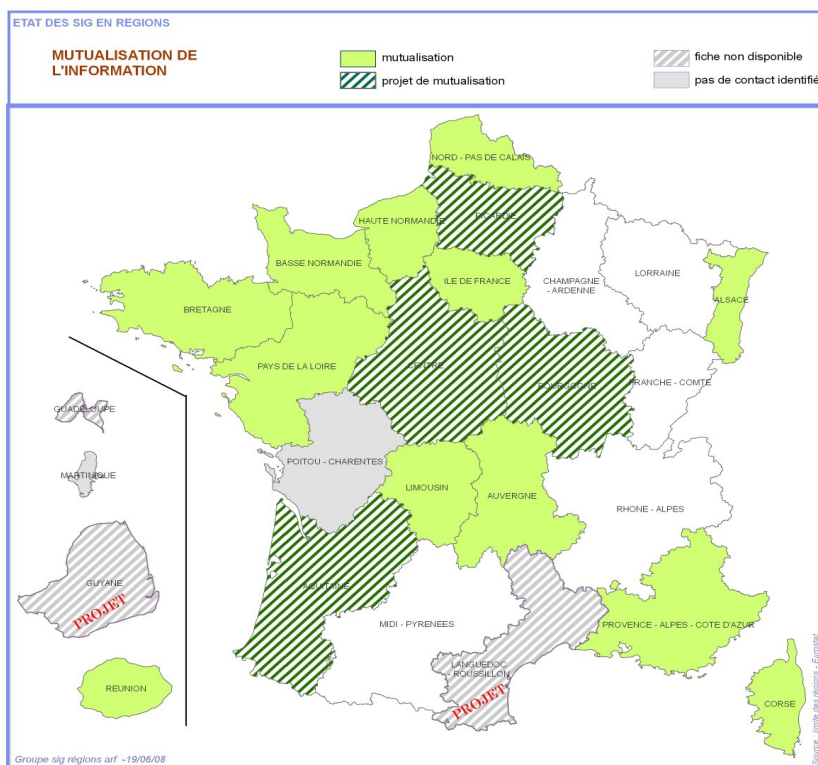 ETAT DES SIG EN REGIONS
MUTUALISATION DE
L'INFORMATION
mutualisation
projet de mutualisation
fiche non disponible
pas de contact identifié
NORD - PAS DE CALAIS
HAUTE NORMANDIE
PICARDIE
BASSE NORMANDIE
ILE DE FRANCE
CHAMPAGNE
- ARDENNE
LORRAINE
ALSACE
BRETAGNE
PAYS DE LA LOIRE
CENTRE
BOURGOGNE
FRANCHE - COMTE
GUADELOUPE
MARTINIQUE
POITOU - CHARENTES
LIMOUSIN
AUVERGNE
RHONE - ALPES
GUYANE
PROJET
AQUITAINE
MIDI - PYRENEES
PROVENCE - ALPES - COTE D'AZUR
LANGUEDOC
- ROUSSILLON
PROJET
REUNION
CORSE
Groupe sig régions arf -19/06/08
Source : limite des régions - Eurostat